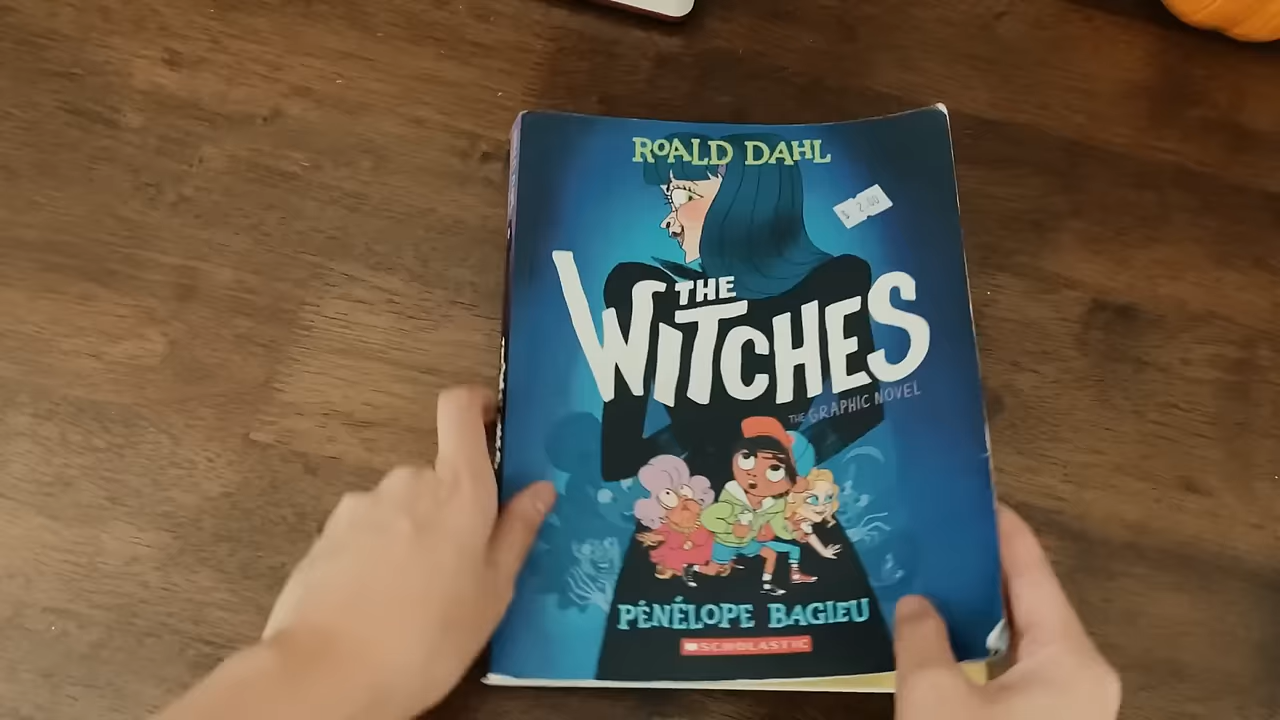 ROALD DAHL
$ 2.00
THE
WITCHES
THE GRAPHIC NOVEL
PÉNÉLOPE BAGIEU
SCHOLASTIC